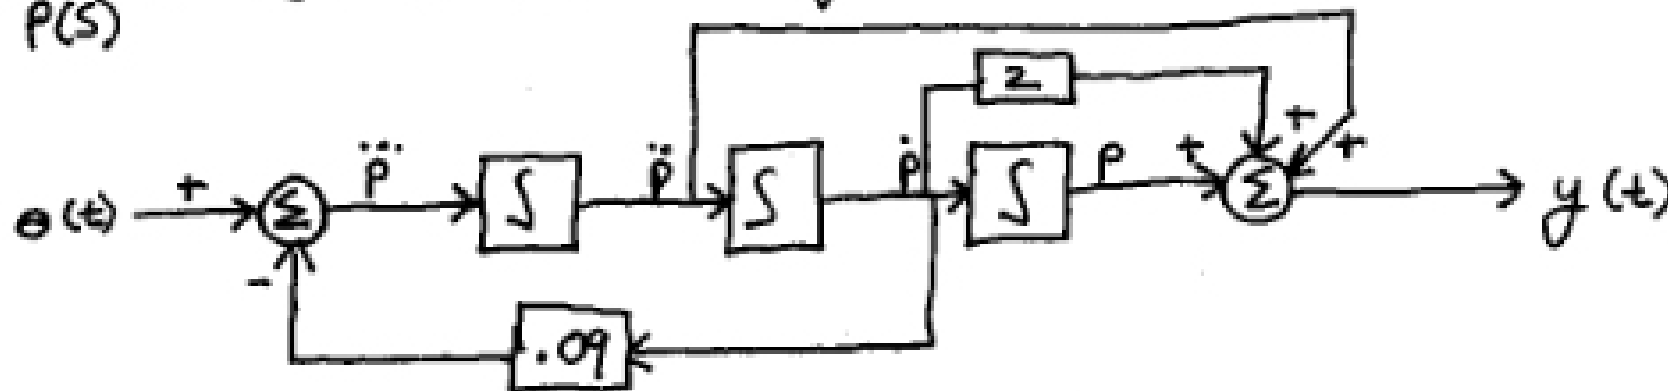 P(S)
2
+ +
θ(t) + Σ p⃛ ∫ p̈ ∫ ṗ ∫ p + Σ y(t)
-
.09